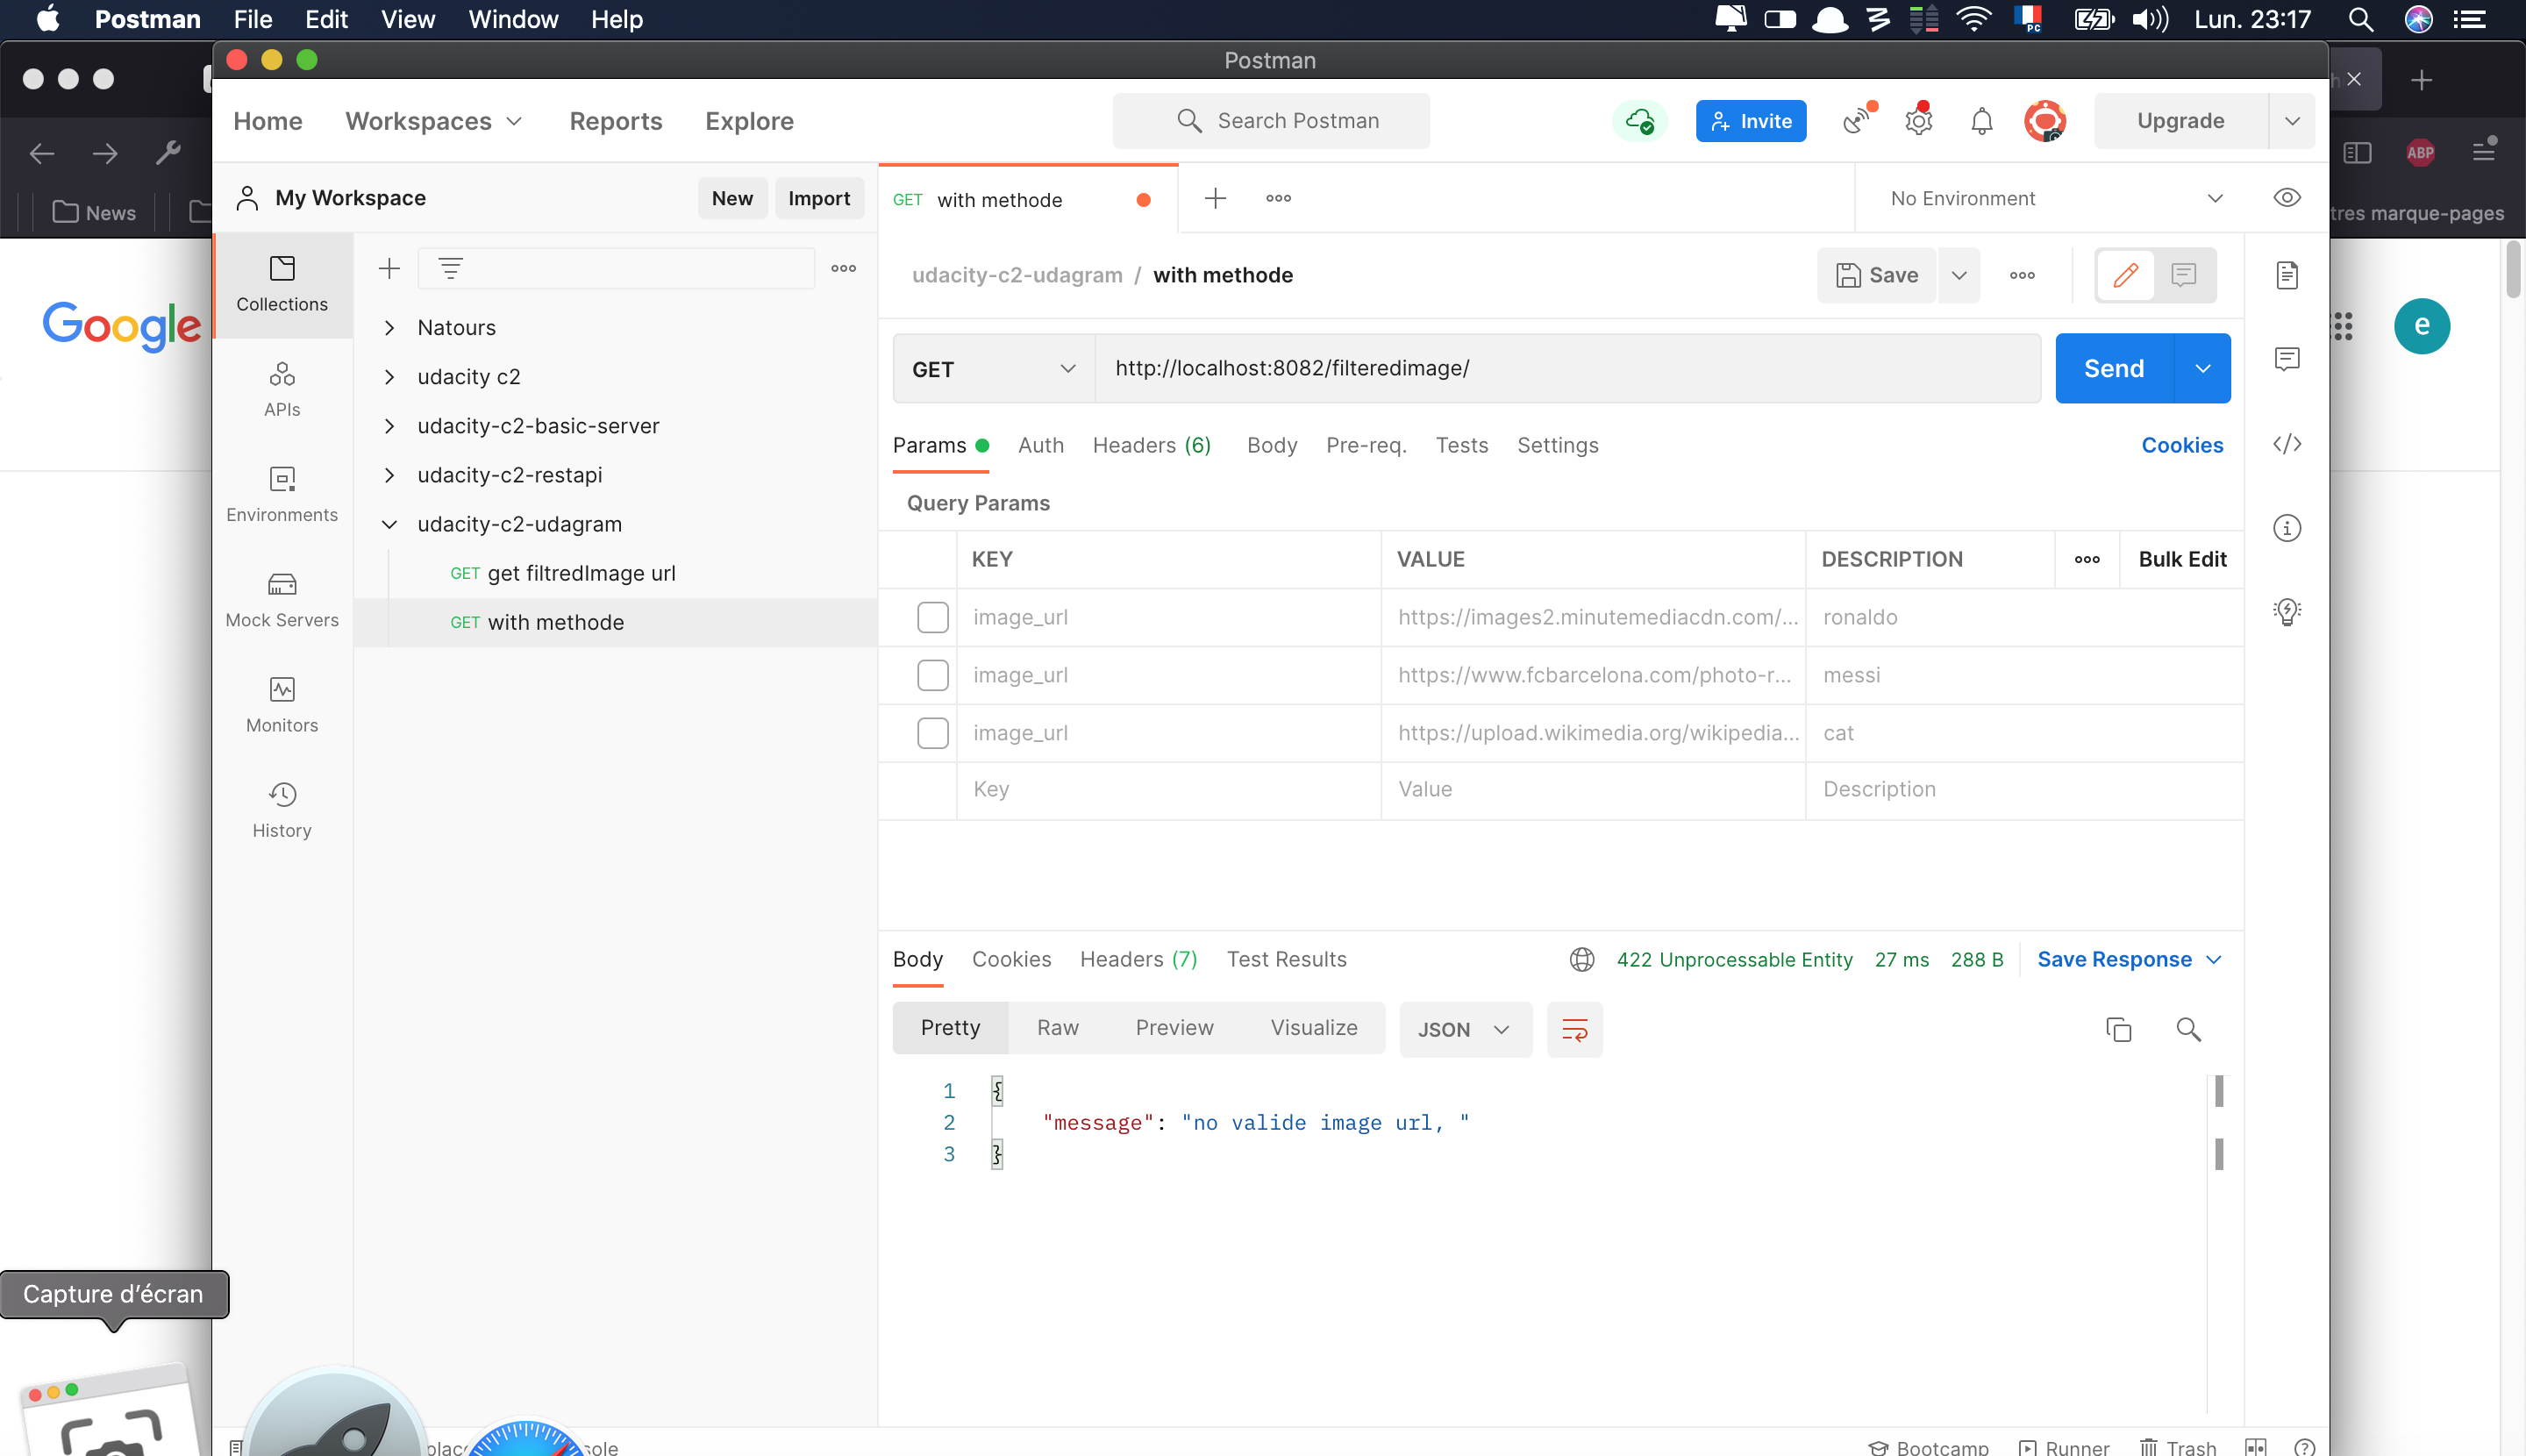 Postman File Edit View Window Help
Lun. 23:17
Postman
Home Workspaces Reports Explore
Search Postman
Invite
Upgrade
ABP
News
tres marque-pages
Google
e
My Workspace
New
Import
GET with methode
No Environment
Collections
APIs
Environments
Mock Servers
Monitors
History
Natours
udacity c2
udacity-c2-basic-server
udacity-c2-restapi
udacity-c2-udagram
GET get filtredImage url
GET with methode
udacity-c2-udagram / with methode
Save
GET http://localhost:8082/filteredimage/
Send
Params Auth Headers (6) Body Pre-req. Tests Settings
Cookies
Query Params
KEY VALUE DESCRIPTION Bulk Edit
image_url https://images2.minutemediacdn.com/... ronaldo
image_url https://www.fcbarcelona.com/photo-r... messi
image_url https://upload.wikimedia.org/wikipedia... cat
Key Value Description
Body Cookies Headers (7) Test Results
422 Unprocessable Entity 27 ms 288 B
Save Response
Pretty Raw Preview Visualize
JSON
1 {
2 "message": "no valide image url, "
3 }
Capture d’écran
Bootcamp Runner Trash